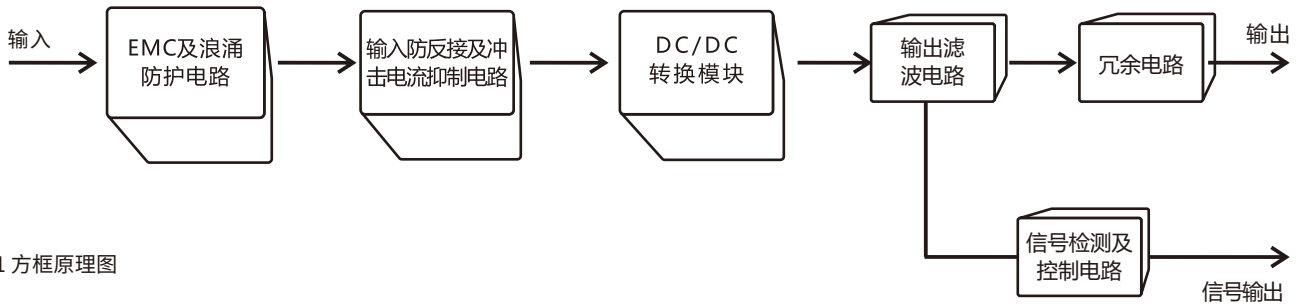 输入
EMC及浪涌
防护电路
输入防反接及冲
击电流抑制电路
DC/DC
转换模块
输出滤
波电路
冗余电路
输出
信号检测及
控制电路
信号输出
1 方框原理图